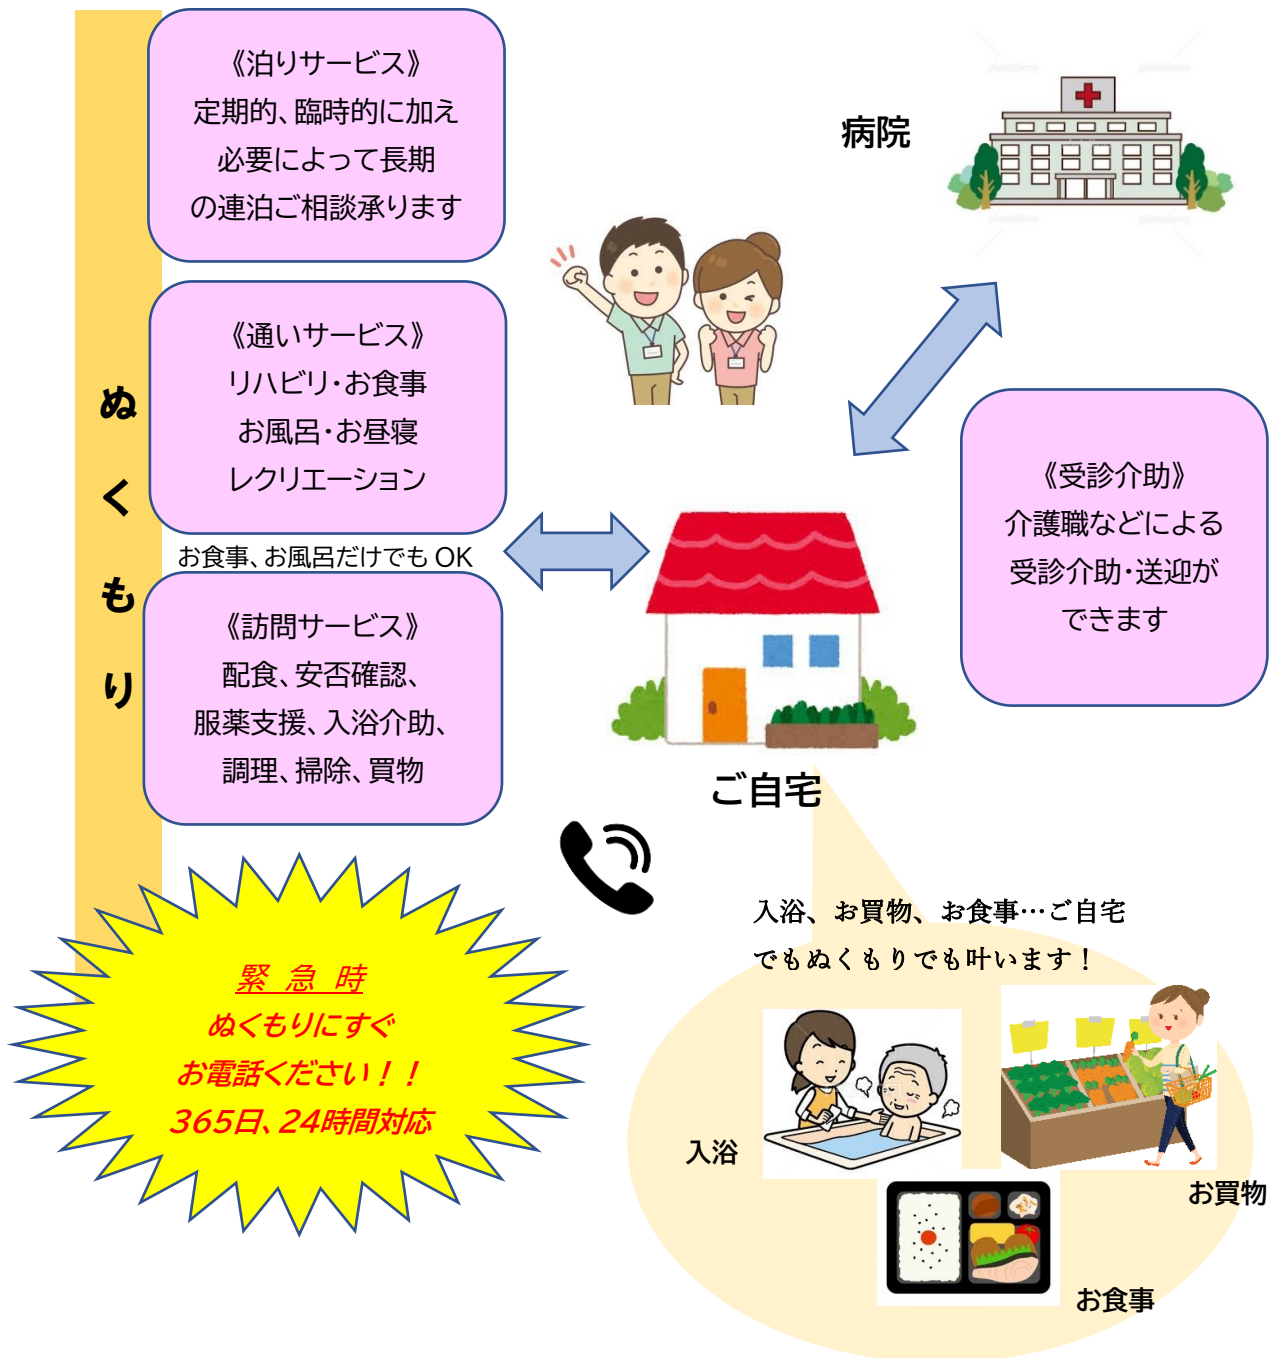 《泊りサービス》
定期的、臨時的に加え
必要によって長期
の連泊ご相談承ります
病院
《通いサービス》
リハビリ・お食事
お風呂・お昼寝
レクリエーション
お食事、お風呂だけでも OK
《訪問サービス》
配食、安否確認、
服薬支援、入浴介助、
調理、掃除、買物
ぬくもり
《受診介助》
介護職などによる
受診介助・送迎が
できます
ご自宅
緊 急 時
ぬくもりにすぐ
お電話ください！！
365日、24時間対応
入浴、お買物、お食事…ご自宅
でもぬくもりでも叶います！
入浴
お買物
お食事